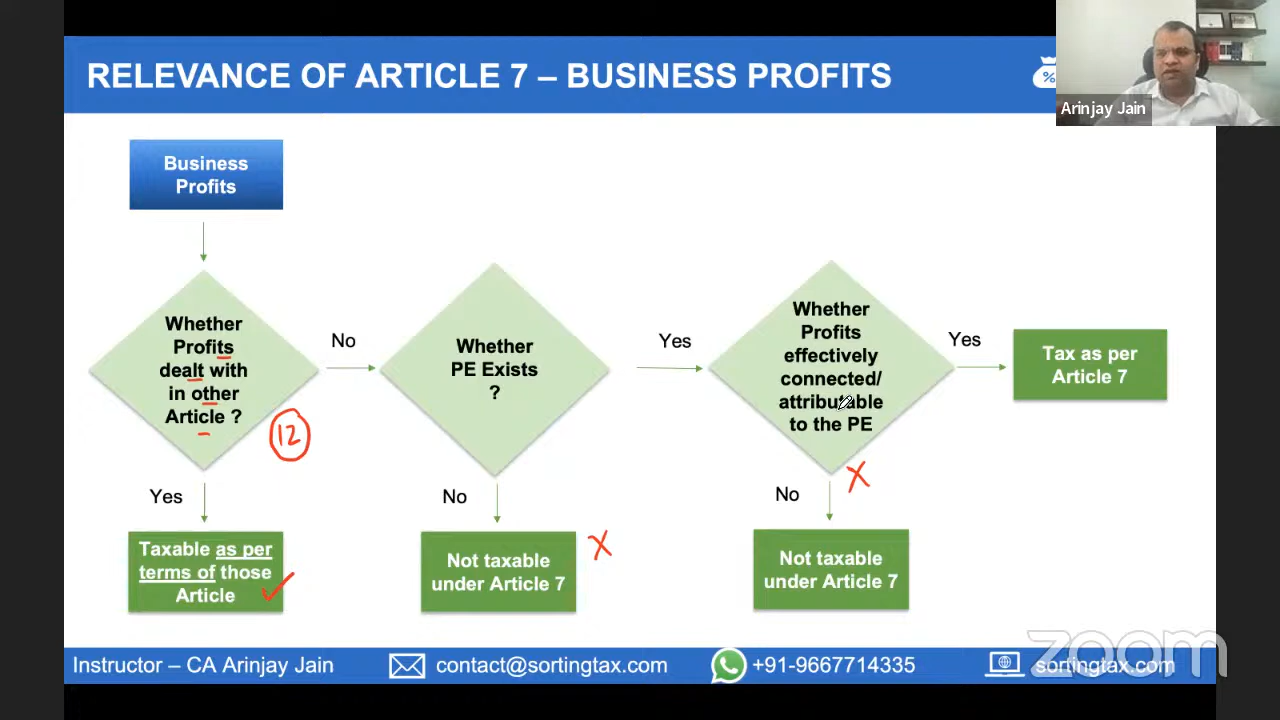 RELEVANCE OF ARTICLE 7 – BUSINESS PROFITS
%
Arinjay Jain
Business
Profits
Whether
Profits
dealt with
in other
Article ?
12
No
Whether
PE Exists
?
Yes
Whether
Profits
effectively
connected/
attributable
to the PE
Yes
Tax as per
Article 7
Yes
Taxable as per
terms of those
Article
No
Not taxable
under Article 7
No
Not taxable
under Article 7
Instructor – CA Arinjay Jain
contact@sortingtax.com
+91-9667714335
sortingtax.com
zoom